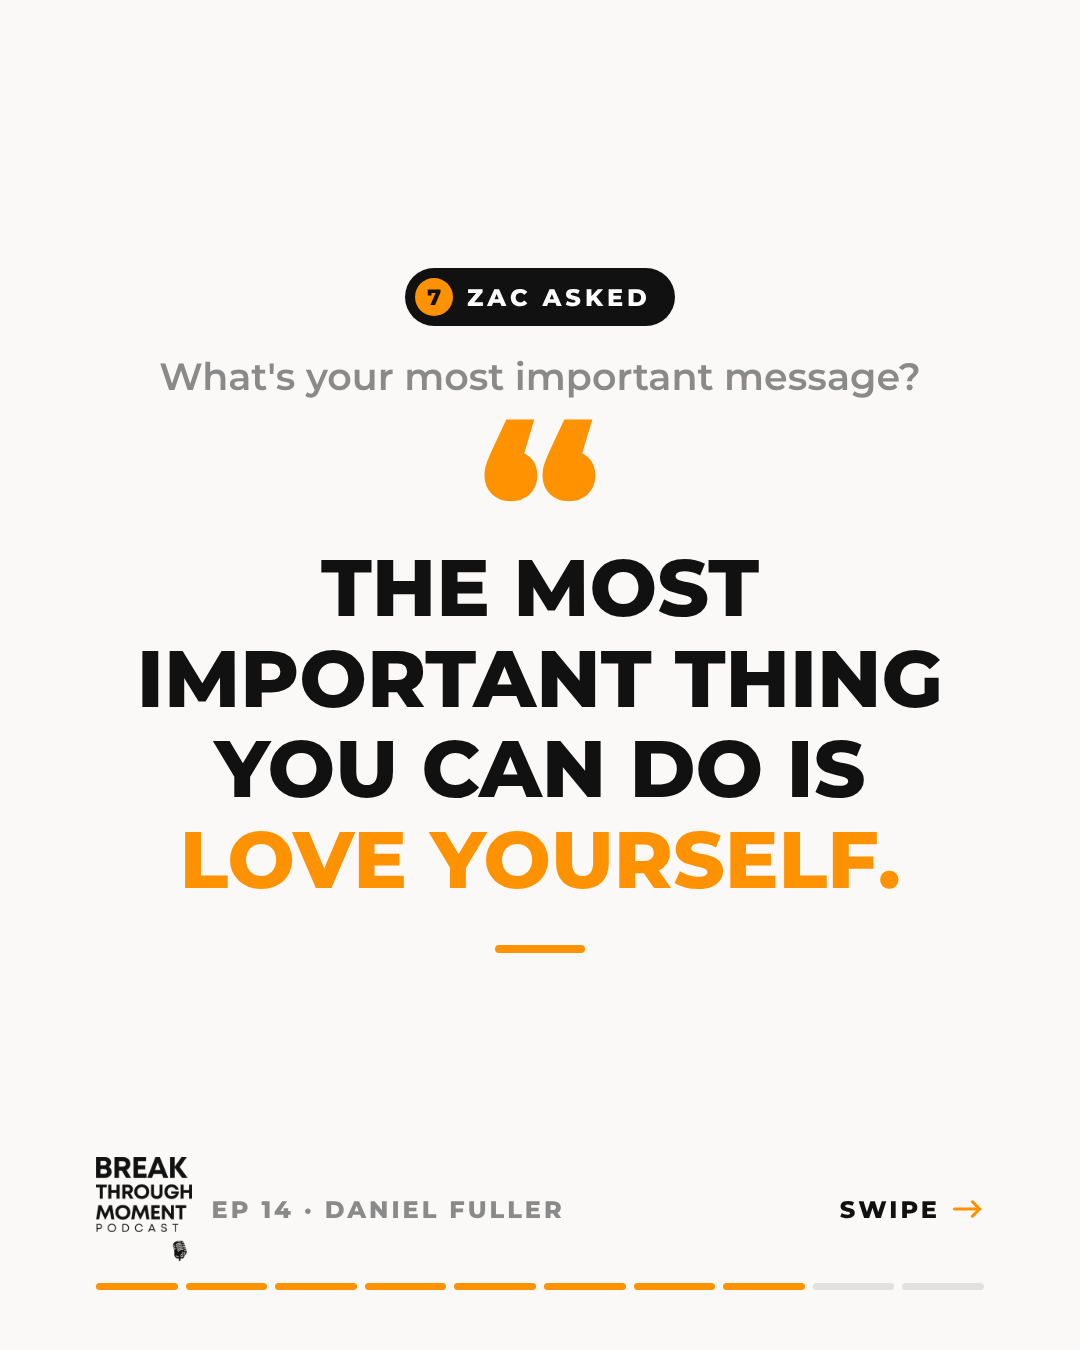 7 ZAC ASKED
What's your most important message?
“
THE MOST
IMPORTANT THING
YOU CAN DO IS
LOVE YOURSELF.
BREAK
THROUGH
MOMENT
PODCAST
EP 14 · DANIEL FULLER
SWIPE →